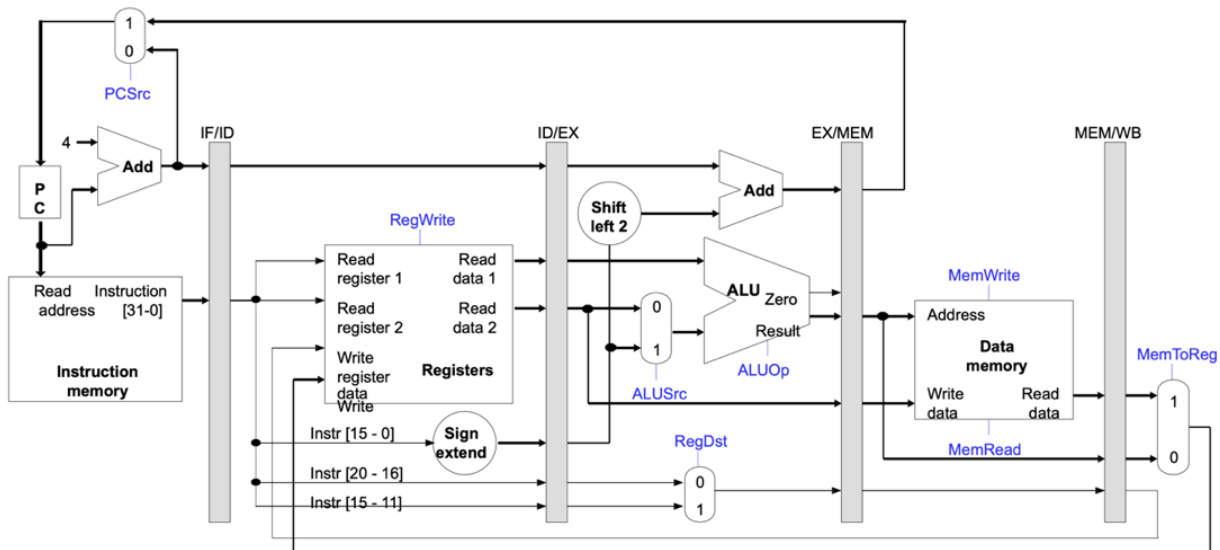 1
0
PCSrc
IF/ID
ID/EX
EX/MEM
MEM/WB
4
Add
P
C
Add
Shift
left 2
RegWrite
Read
address
Instruction
[31-0]
Instruction
memory
Read
register 1
Read
data 1
Read
register 2
Read
data 2
Write
register
data
Write
Registers
0
1
ALUSrc
ALU
Zero
Result
ALUOp
MemWrite
Address
Data
memory
Write
data
Read
data
MemRead
MemToReg
1
0
Instr [15 - 0]
Sign
extend
RegDst
Instr [20 - 16]
0
Instr [15 - 11]
1